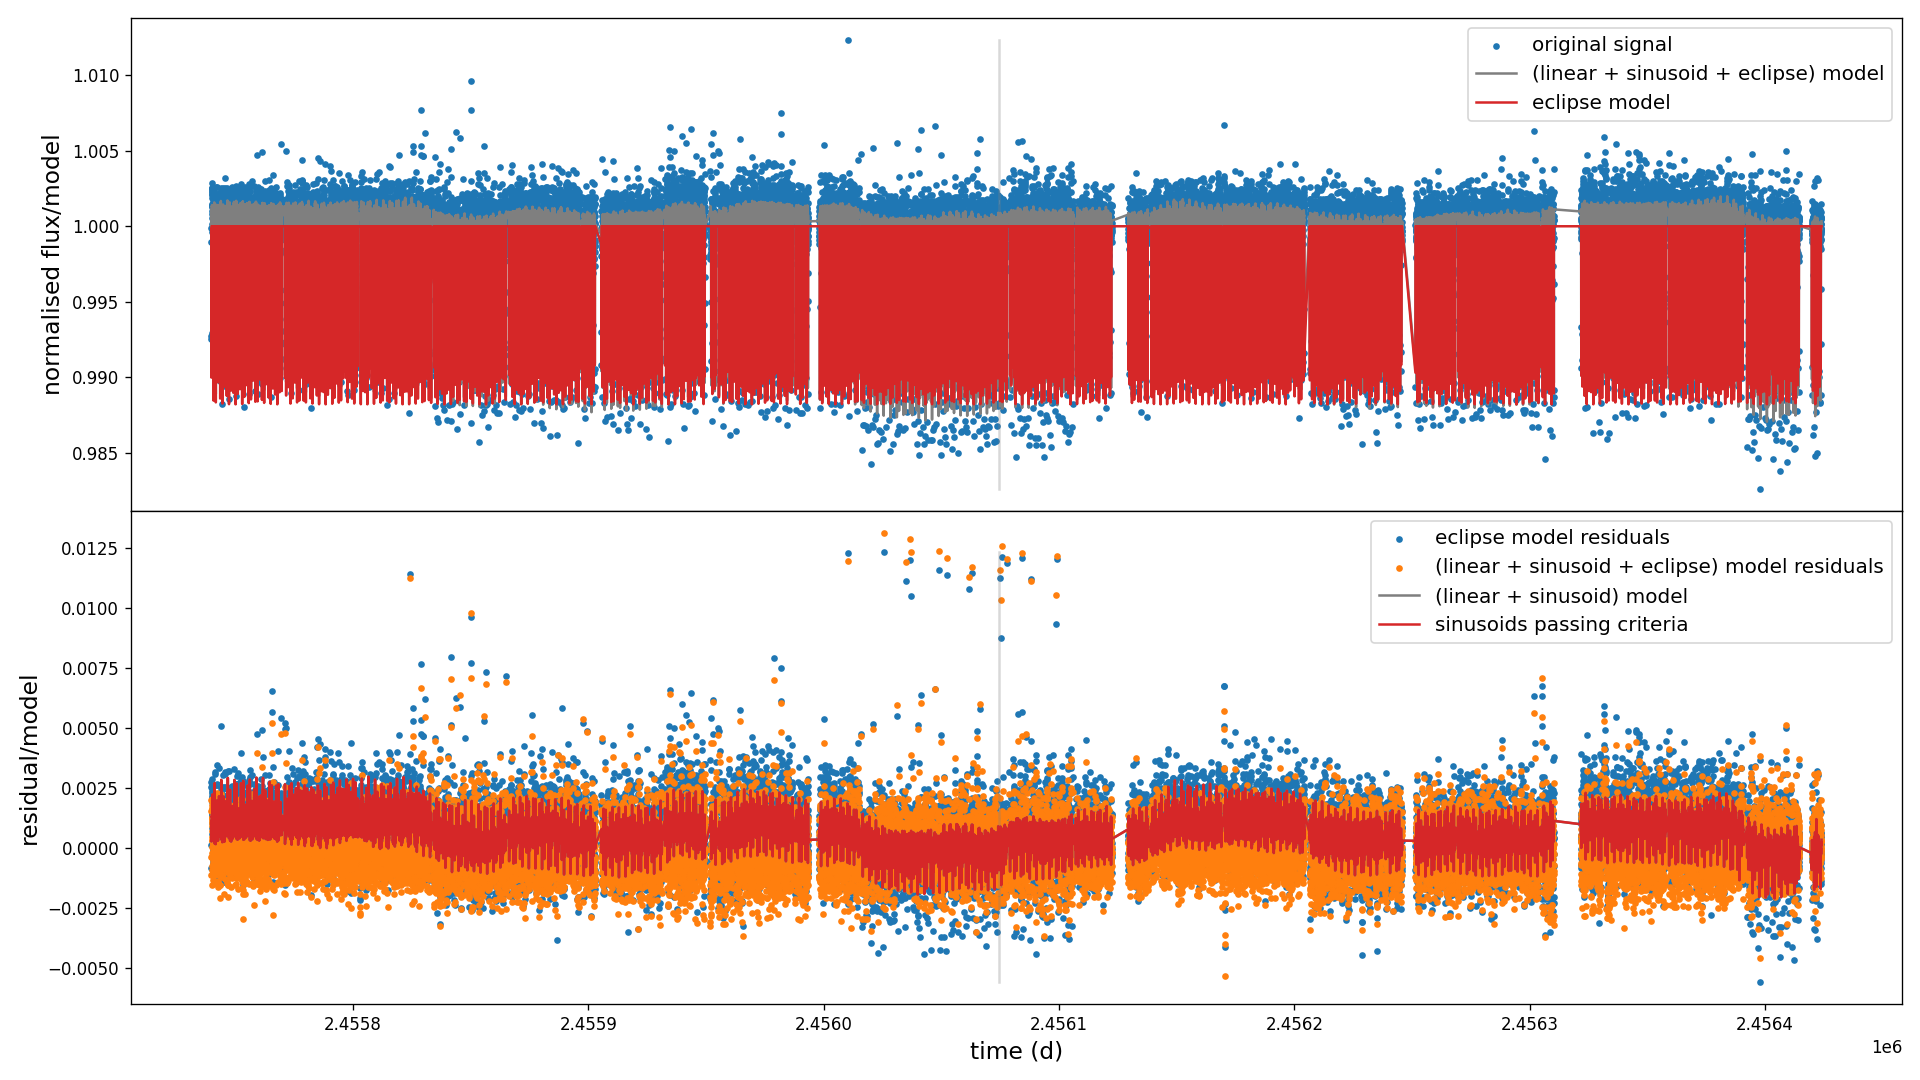 original signal
(linear + sinusoid + eclipse) model
eclipse model
normalised flux/model
1.010
1.005
1.000
0.995
0.990
0.985
eclipse model residuals
(linear + sinusoid + eclipse) model residuals
(linear + sinusoid) model
sinusoids passing criteria
residual/model
0.0125
0.0100
0.0075
0.0050
0.0025
0.0000
−0.0025
−0.0050
2.4558 2.4559 2.4560 2.4561 2.4562 2.4563 2.4564
1e6
time (d)